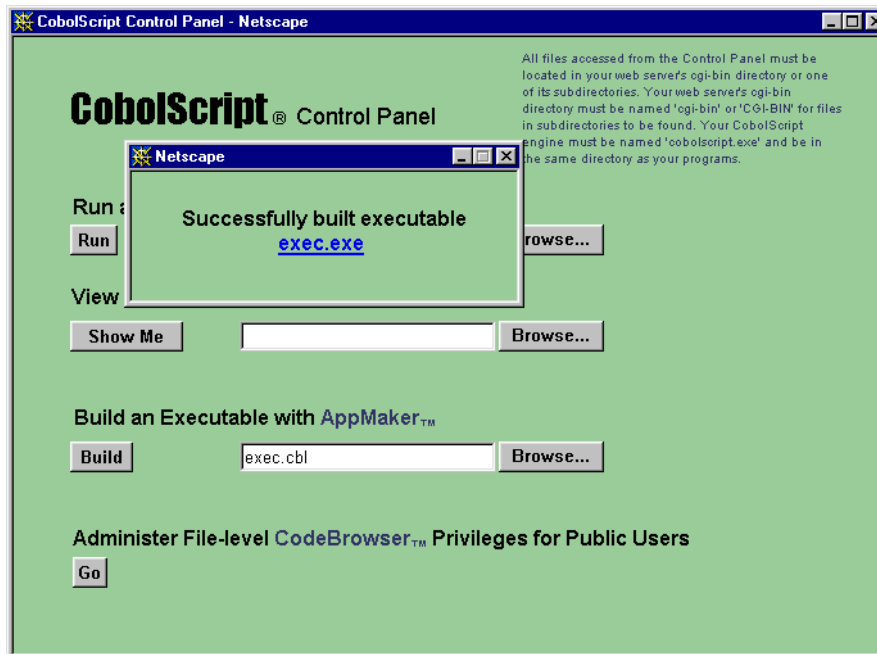 CobolScript Control Panel - Netscape
All files accessed from the Control Panel must be
located in your web server's cgi-bin directory or one
of its subdirectories. Your web server's cgi-bin
directory must be named 'cgi-bin' or 'CGI-BIN' for files
in subdirectories to be found. Your CobolScript
engine must be named 'cobolscript.exe' and be in
the same directory as your programs.
CobolScript ® Control Panel
Netscape
Successfully built executable
exec.exe
Run
Run
View
Show Me
Browse...
Build an Executable with AppMaker™
Build
exec.cbl
Browse...
Administer File-level CodeBrowser™ Privileges for Public Users
Go